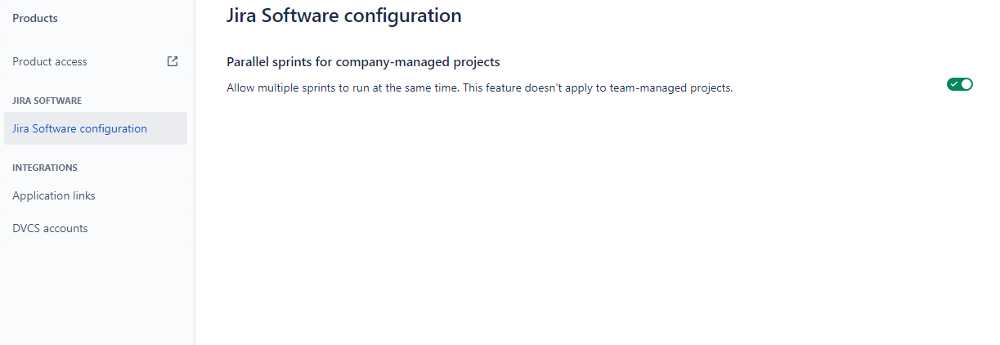 Products
Product access
JIRA SOFTWARE
Jira Software configuration
INTEGRATIONS
Application links
DVCS accounts
Jira Software configuration
Parallel sprints for company-managed projects
Allow multiple sprints to run at the same time. This feature doesn't apply to team-managed projects.